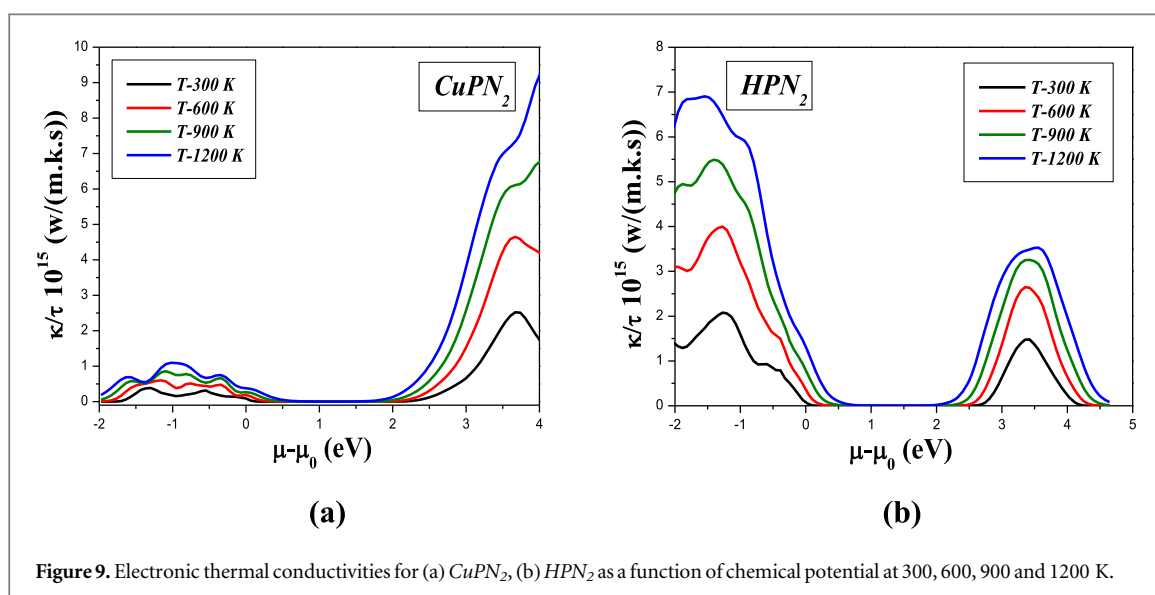 10
9
8
7
6
5
4
3
2
1
0
κ/τ 10¹⁵ (w/(m.k.s))
T-300 K
T-600 K
T-900 K
T-1200 K
CuPN₂
-2 -1 0 1 2 3 4
μ-μ₀ (eV)
(a)
8
7
6
5
4
3
2
1
0
κ/τ 10¹⁵ (w/(m.k.s))
HPN₂
T-300 K
T-600 K
T-900 K
T-1200 K
-2 -1 0 1 2 3 4 5
μ-μ₀ (eV)
(b)
Figure 9. Electronic thermal conductivities for (a) CuPN₂, (b) HPN₂ as a function of chemical potential at 300, 600, 900 and 1200 K.